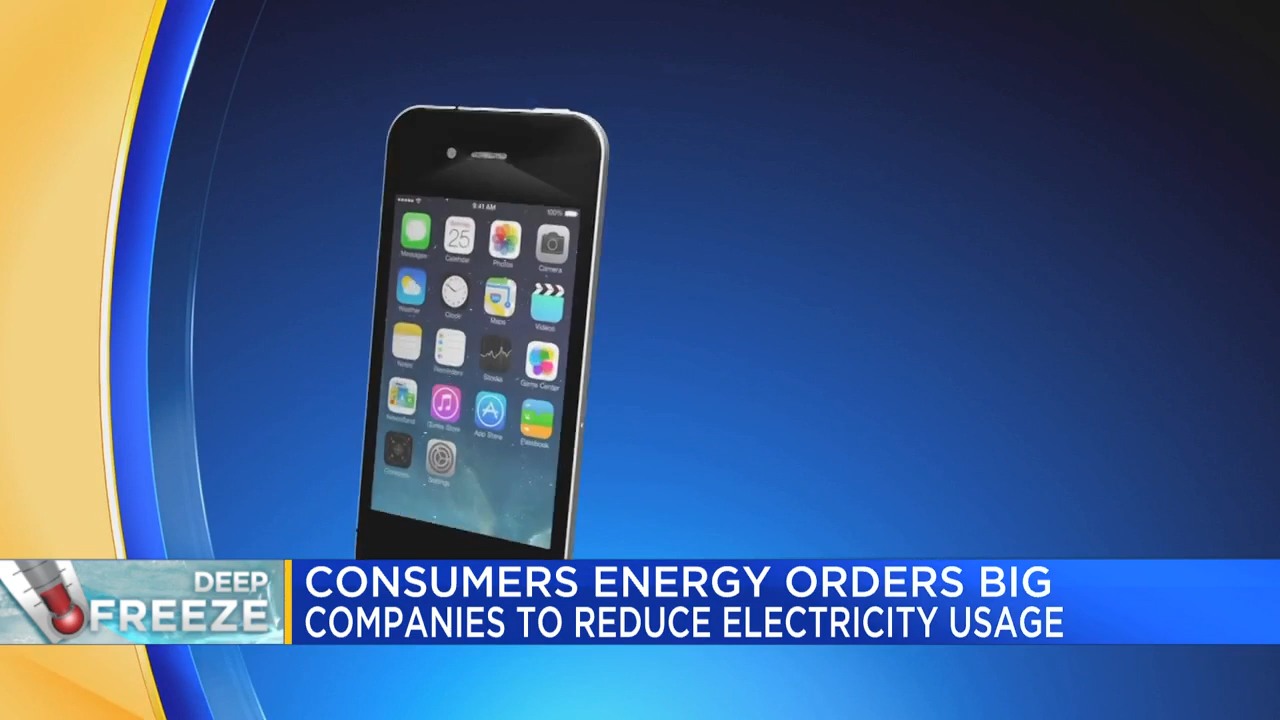 9:41 AM
100%
Messages
25
Calendar
Photos
Camera
Weather
Clock
Maps
Videos
Notes
Reminders
Stocks
Game Center
Newsstand
iTunes Store
App Store
Settings
DEEP
FREEZE
CONSUMERS ENERGY ORDERS BIG
COMPANIES TO REDUCE ELECTRICITY USAGE